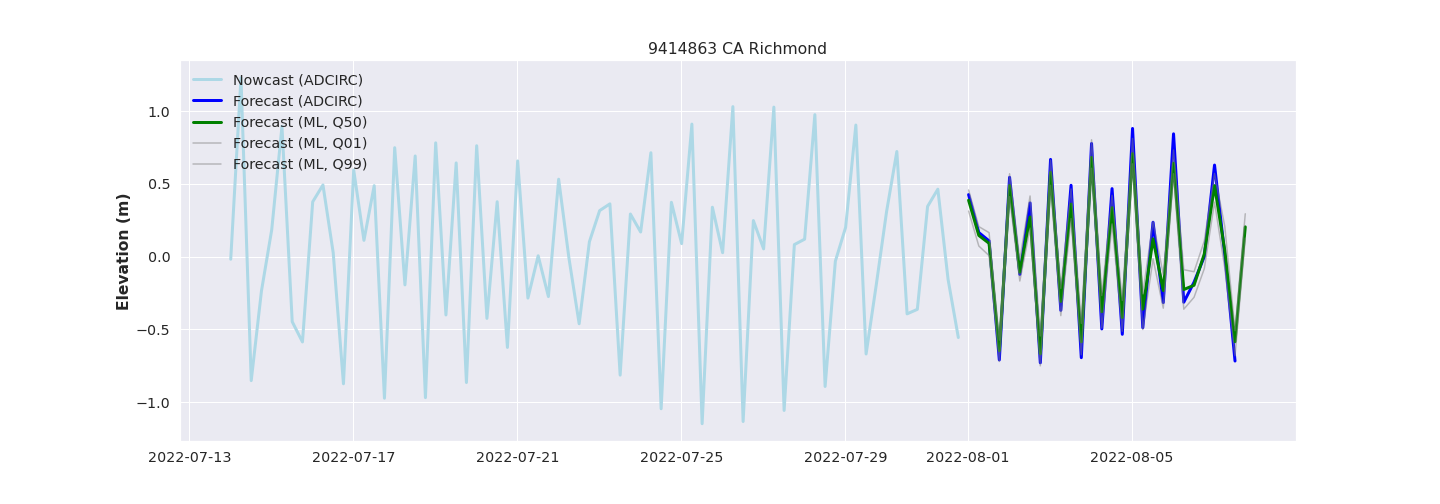 9414863 CA Richmond
Nowcast (ADCIRC)
Forecast (ADCIRC)
Forecast (ML, Q50)
Forecast (ML, Q01)
Forecast (ML, Q99)
Elevation (m)
1.0
0.5
0.0
−0.5
−1.0
2022-07-13 2022-07-17 2022-07-21 2022-07-25 2022-07-29 2022-08-01 2022-08-05